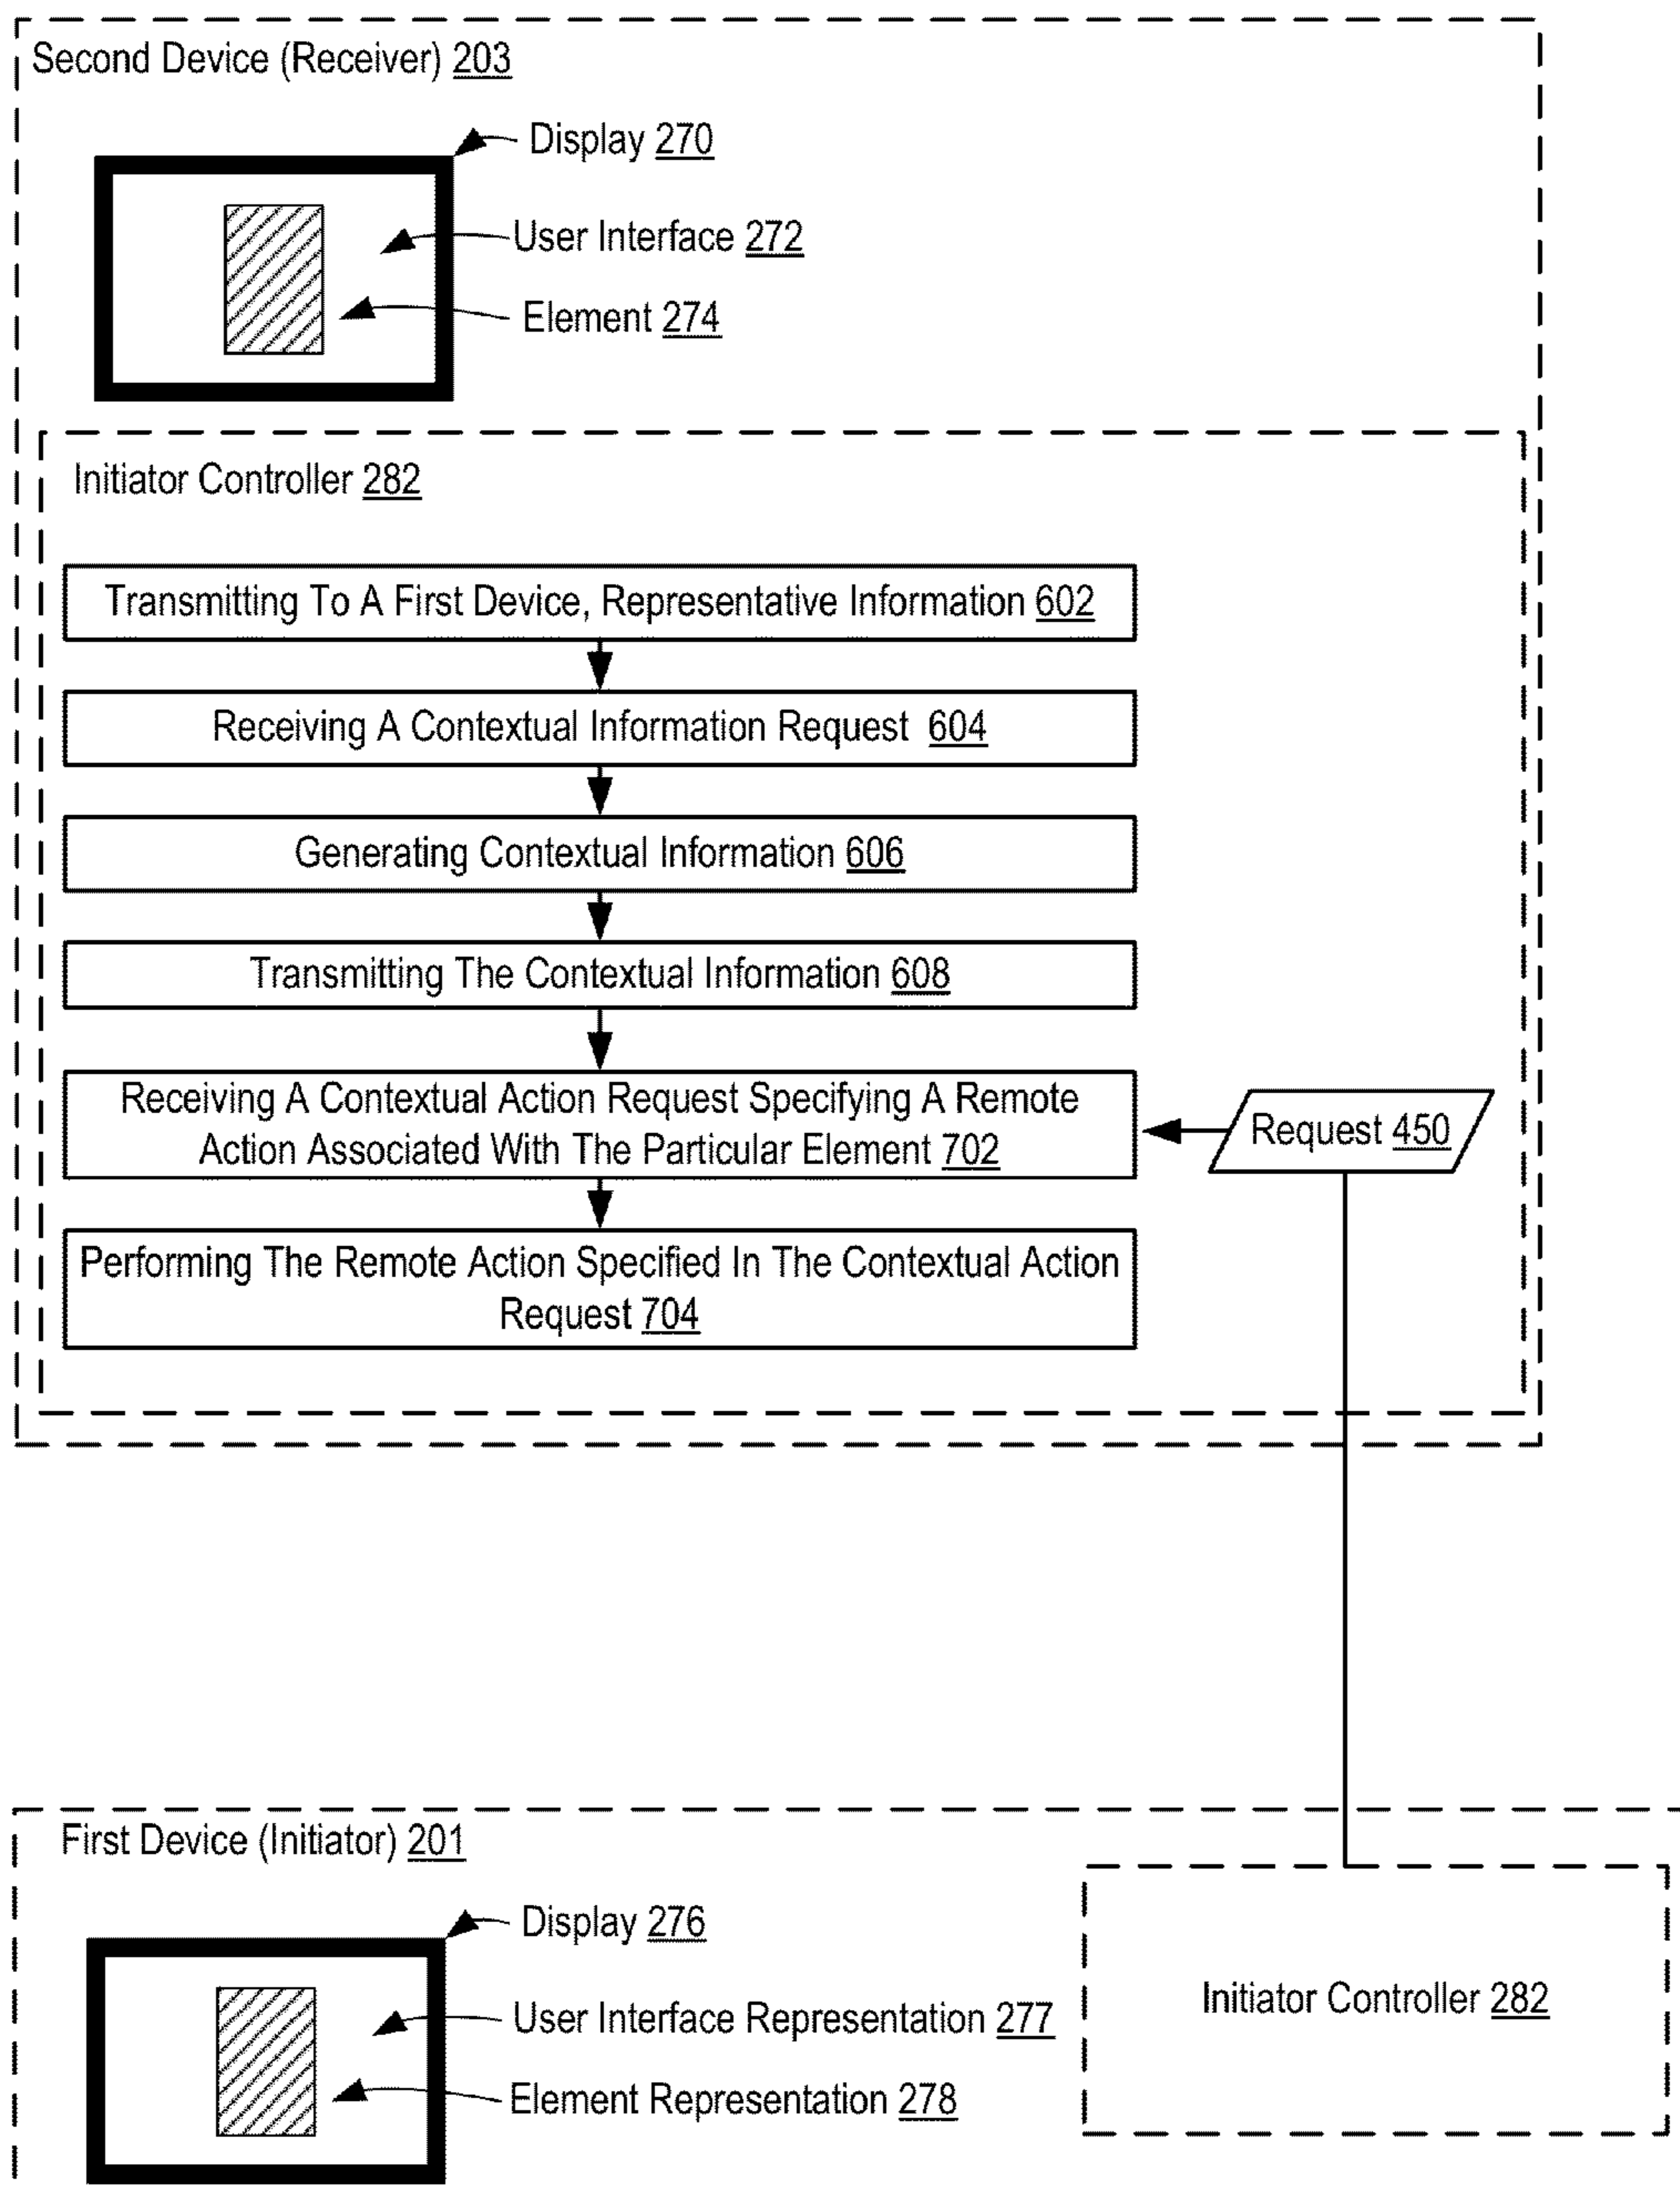 Second Device (Receiver) 203
Display 270
User Interface 272
Element 274
Initiator Controller 282
Transmitting To A First Device, Representative Information 602
Receiving A Contextual Information Request 604
Generating Contextual Information 606
Transmitting The Contextual Information 608
Receiving A Contextual Action Request Specifying A Remote
Action Associated With The Particular Element 702
Request 450
Performing The Remote Action Specified In The Contextual Action
Request 704
First Device (Initiator) 201
Display 276
User Interface Representation 277
Element Representation 278
Initiator Controller 282